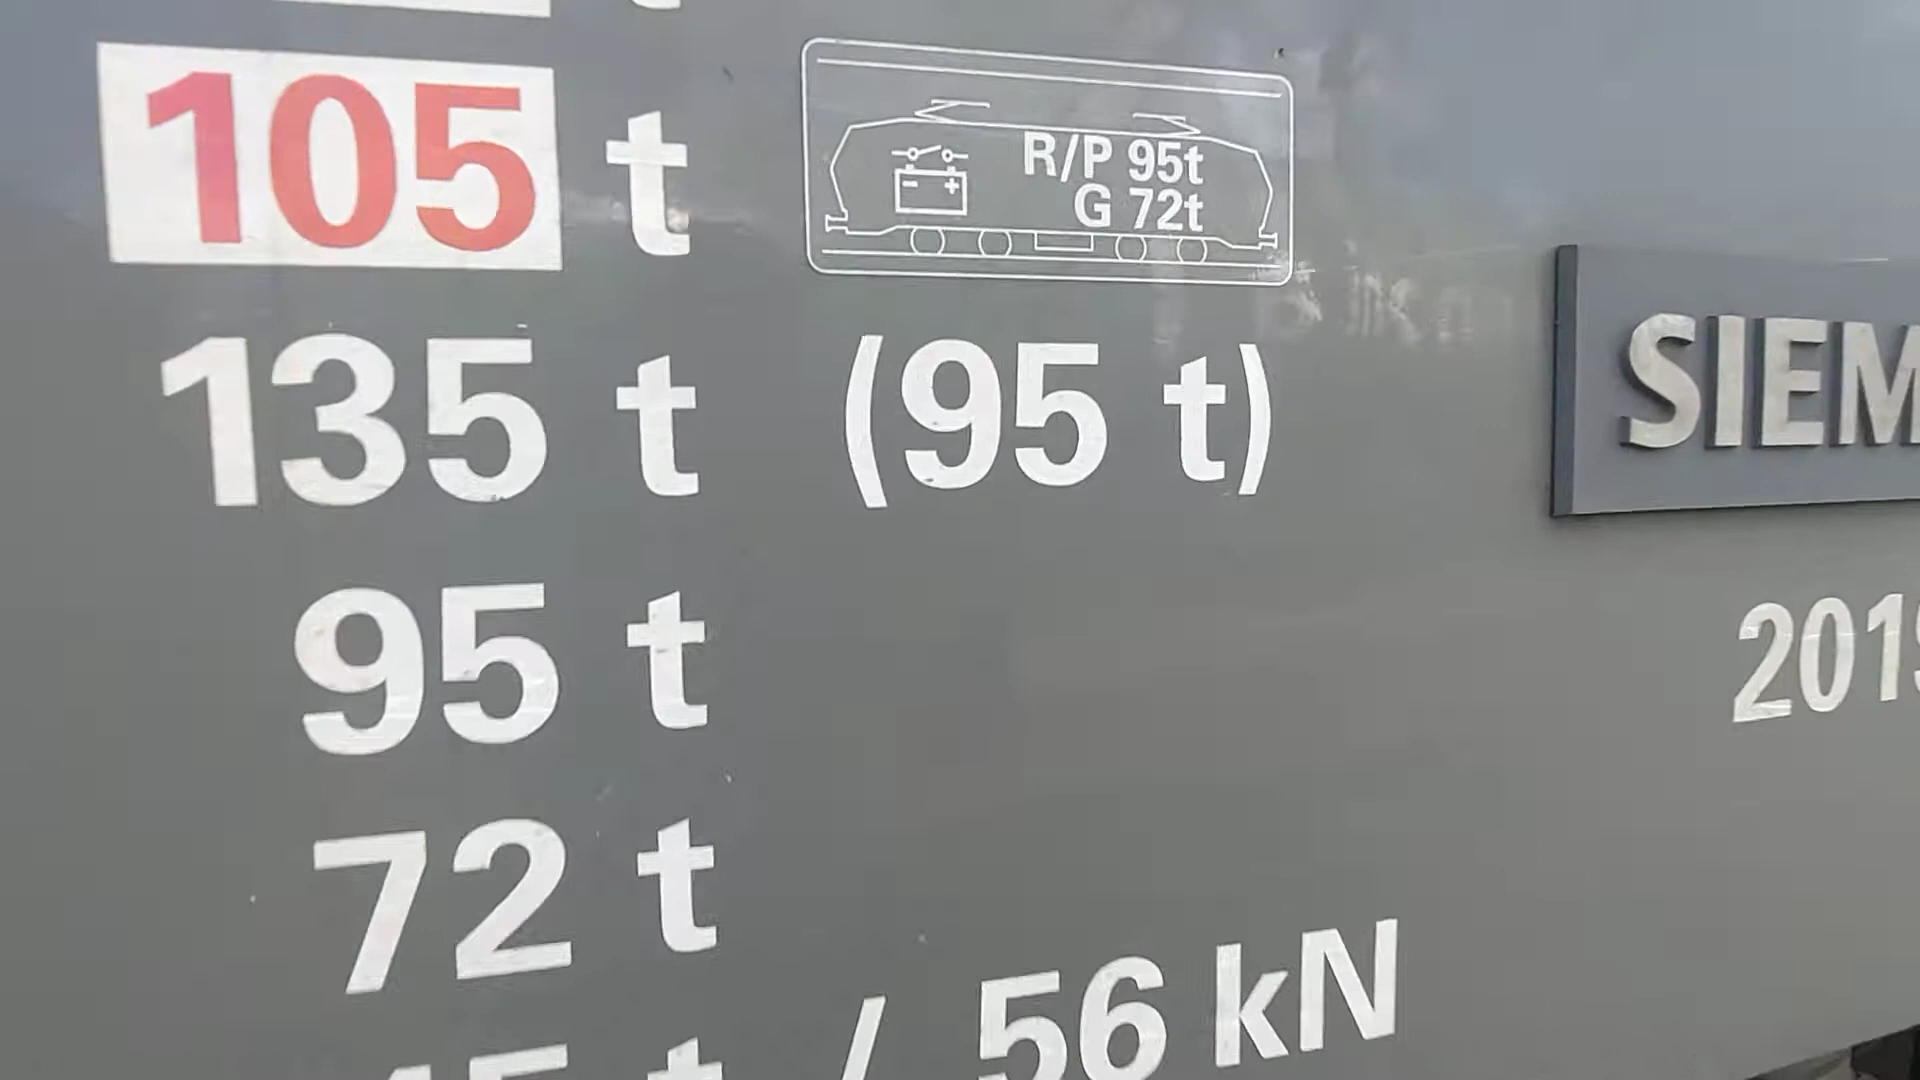 105 t
R/P 95t
G 72t
135 t (95 t)
SIEM
95 t
201
72 t
t / 56 kN